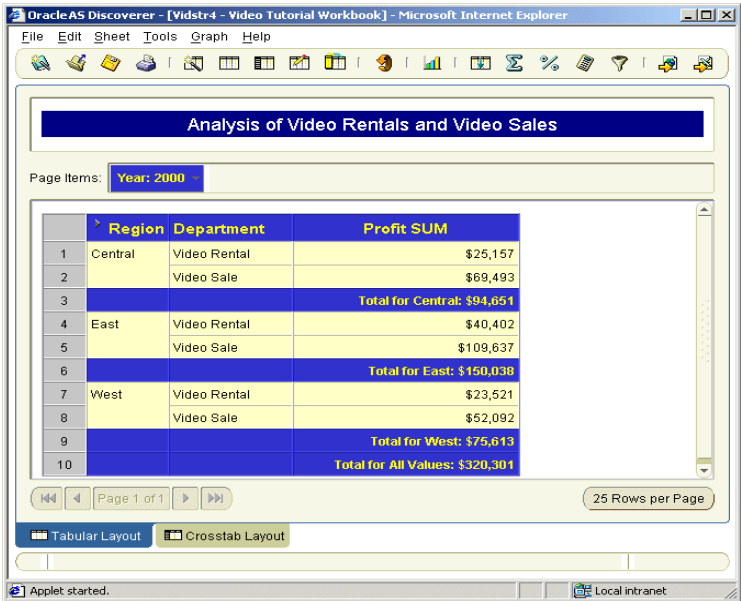 OracleAS Discoverer - [Vidstr4 - Video Tutorial Workbook] - Microsoft Internet Explorer
File Edit Sheet Tools Graph Help
Analysis of Video Rentals and Video Sales
Page Items: Year: 2000
Region Department Profit SUM
1 Central Video Rental $25,157
2 Video Sale $69,493
3 Total for Central: $94,651
4 East Video Rental $40,402
5 Video Sale $109,637
6 Total for East: $150,038
7 West Video Rental $23,521
8 Video Sale $52,092
9 Total for West: $75,613
10 Total for All Values: $320,301
Page 1 of 1 25 Rows per Page
Tabular Layout Crosstab Layout
Applet started. Local intranet